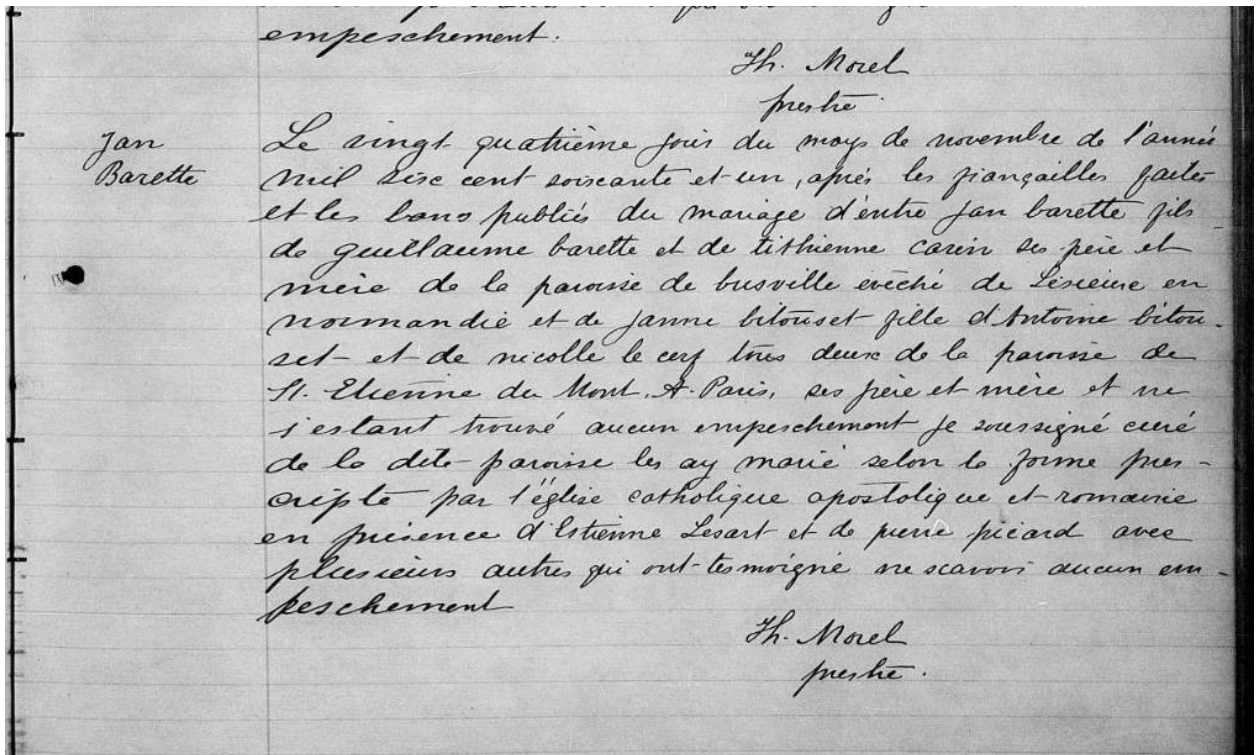 empeschement.
Th. Morel
prestre.
Jan
Barette
Le vingt quatrième jour du moys de novembre de l'année
mil sise cent soiscante et un, après les fiançailles faites
et les bans publiés du mariage d'entre jan barette fils
de guillaume barette et de tithienne carin ses père et
mère de la paroisse de busville evèché de Lisieuse en
normandie et de janne bitouset fille d'Antoine bitou-
set et de nicolle le cerf tous deux de la paroisse de
St. Etienne du Mont. A. Paris, ses père et mère et ne
s'estant trouvé aucun empeschement je soussigné curé
de la dite paroisse les ay marié selon la forme pres-
cripte par l'église catholique apostolique et romaine
en présence d'Estienne Lesart et de pierre picard avec
plusieurs autres qui ont tesmoigné ne scavoir aucun em-
peschement
Th. Morel
prestre.